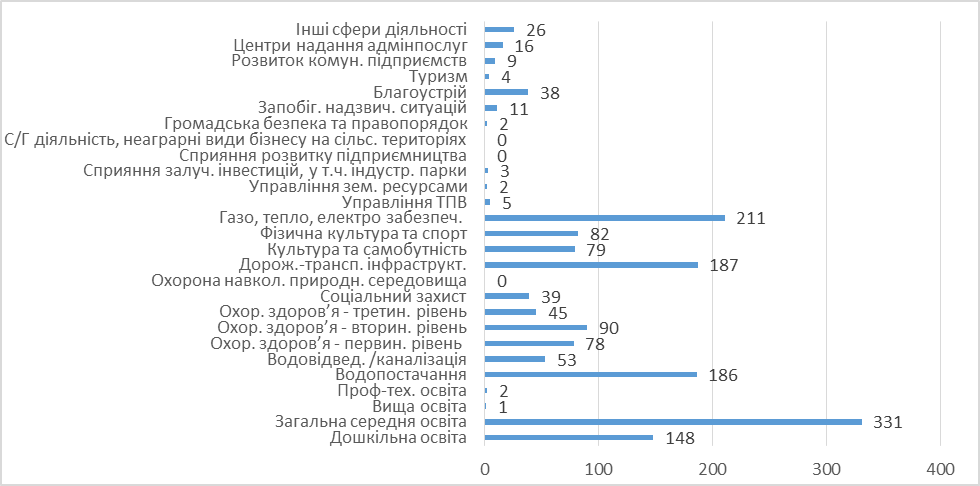 Інші сфери діяльності 26
Центри надання адмінпослуг 16
Розвиток комун. підприємств 9
Туризм 4
Благоустрій 38
Запобіг. надзвич. ситуацій 11
Громадська безпека та правопорядок 2
С/Г діяльність, неаграрні види бізнесу на сільс. територіях 0
Сприяння розвитку підприємництва 0
Сприяння залуч. інвестицій, у т.ч. індустр. парки 3
Управління зем. ресурсами 2
Управління ТПВ 5
Газо, тепло, електро забезпеч. 211
Фізична культура та спорт 82
Культура та самобутність 79
Дорож.-трансп. інфраструкт. 187
Охорона навкол. природн. середовища 0
Соціальний захист 39
Охор. здоров’я - третин. рівень 45
Охор. здоров’я - вторин. рівень 90
Охор. здоров’я - первин. рівень 78
Водовідвед. /каналізація 53
Водопостачання 186
Проф-тех. освіта 2
Вища освіта 1
Загальна середня освіта 331
Дошкільна освіта 148
0 100 200 300 400